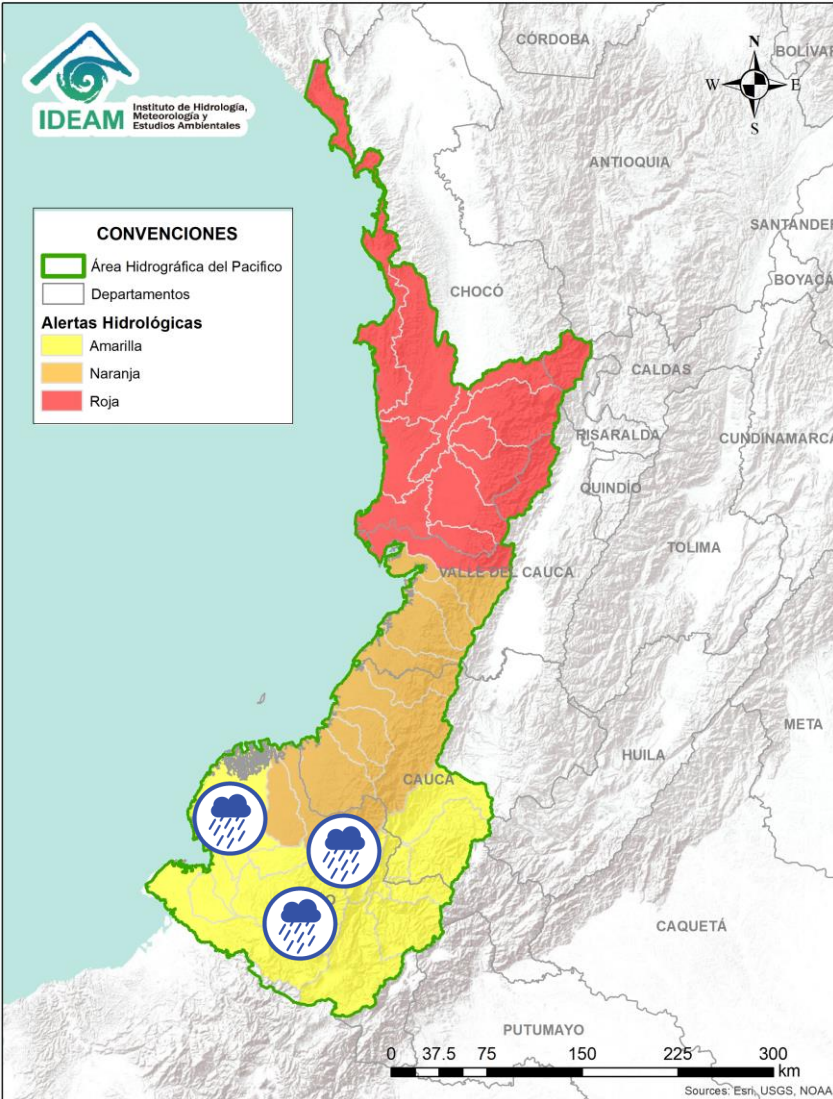 IDEAM
Instituto de Hidrología,
Meteorología y
Estudios Ambientales
N
W
E
S
CÓRDOBA
BOLÍVAR
ANTIOQUIA
SANTANDER
BOYACÁ
CONVENCIONES
Área Hidrográfica del Pacifico
Departamentos
Alertas Hidrológicas
Amarilla
Naranja
Roja
CHOCÓ
CALDAS
RISARALDA
CUNDINAMARCA
QUINDÍO
TOLIMA
VALLE DEL CAUCA
META
HUILA
CAUCA
CAQUETÁ
PUTUMAYO
0 37.5 75 150 225 300
km
Sources: Esri, USGS, NOAA